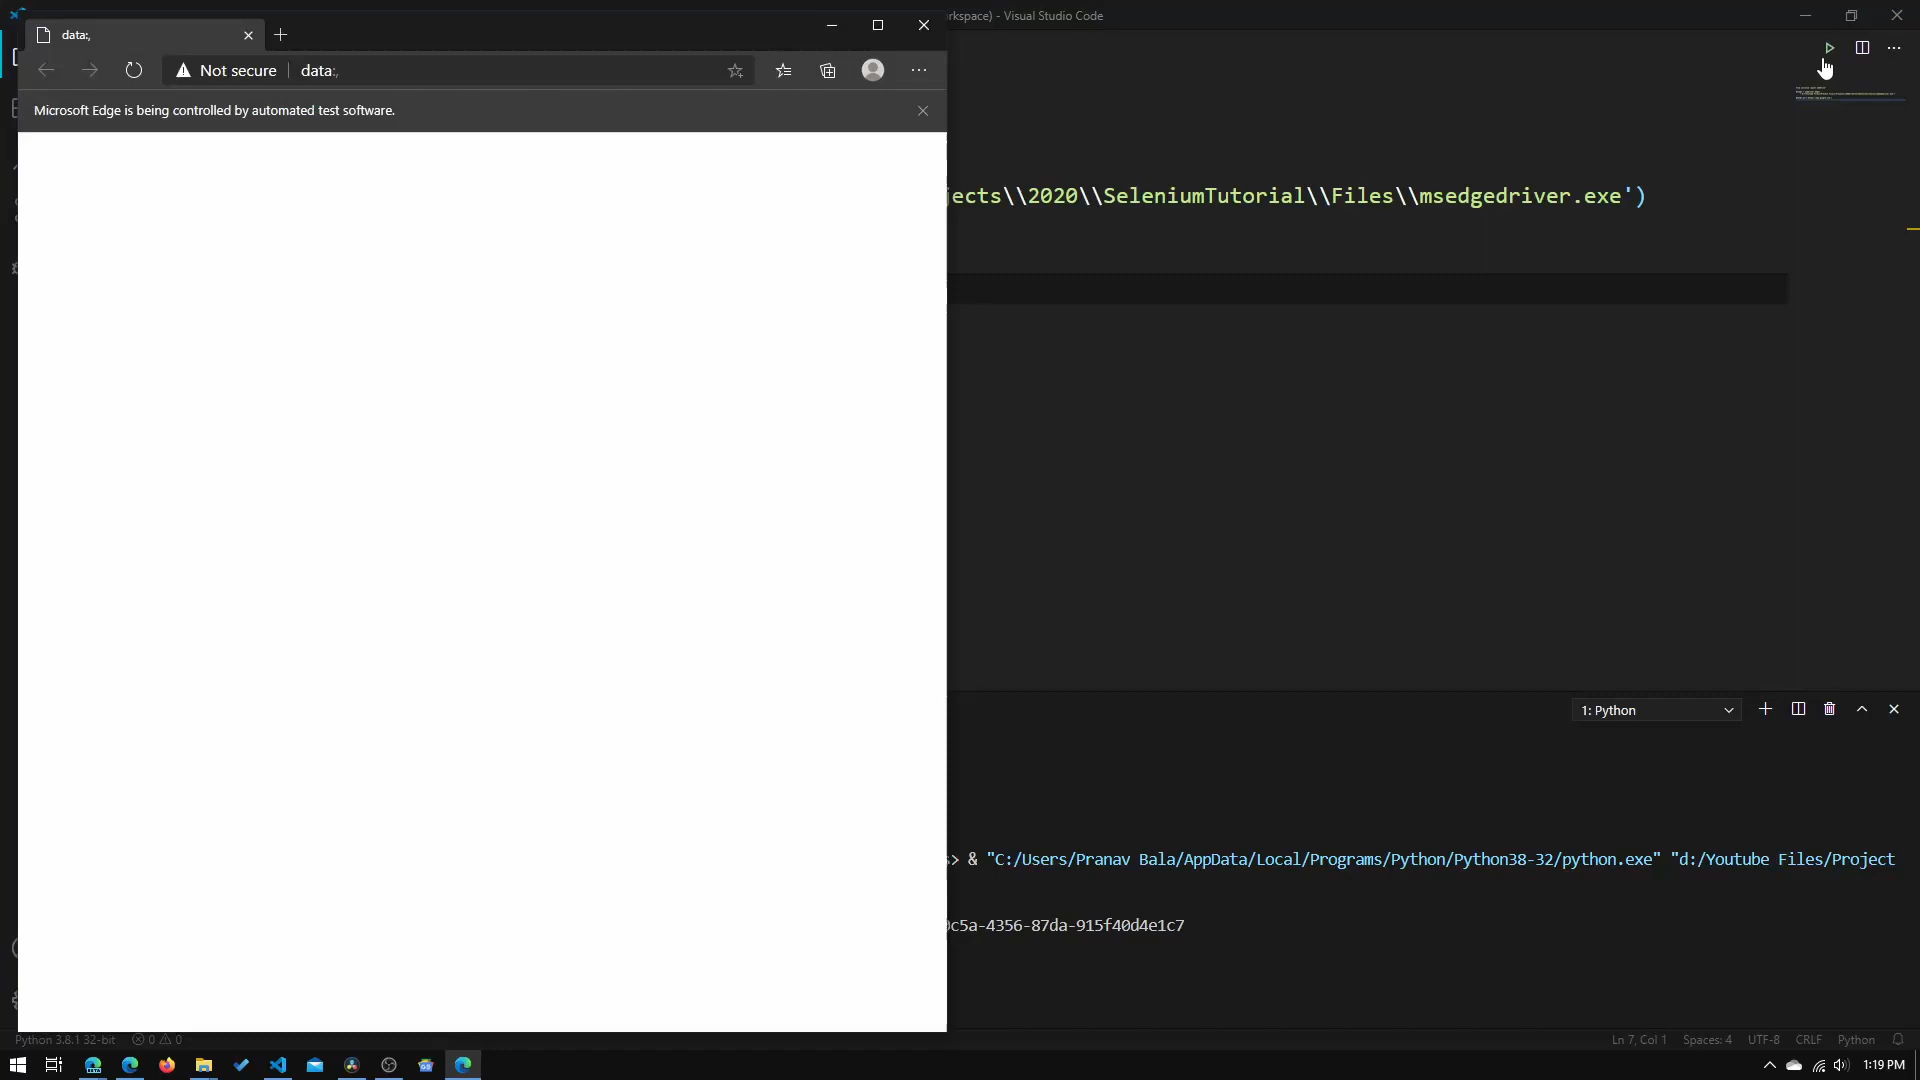 data:,
rkspace) - Visual Studio Code
Not secure
data:,
Microsoft Edge is being controlled by automated test software.
jects\\2020\\SeleniumTutorial\\Files\\msedgedriver.exe')
1: Python
> & "C:/Users/Pranav Bala/AppData/Local/Programs/Python/Python38-32/python.exe" "d:/Youtube Files/Project
c5a-4356-87da-915f40d4e1c7
Python 3.8.1 32-bit
0
0
Ln 7, Col 1
Spaces: 4
UTF-8
CRLF
Python
BETA
1:19 PM